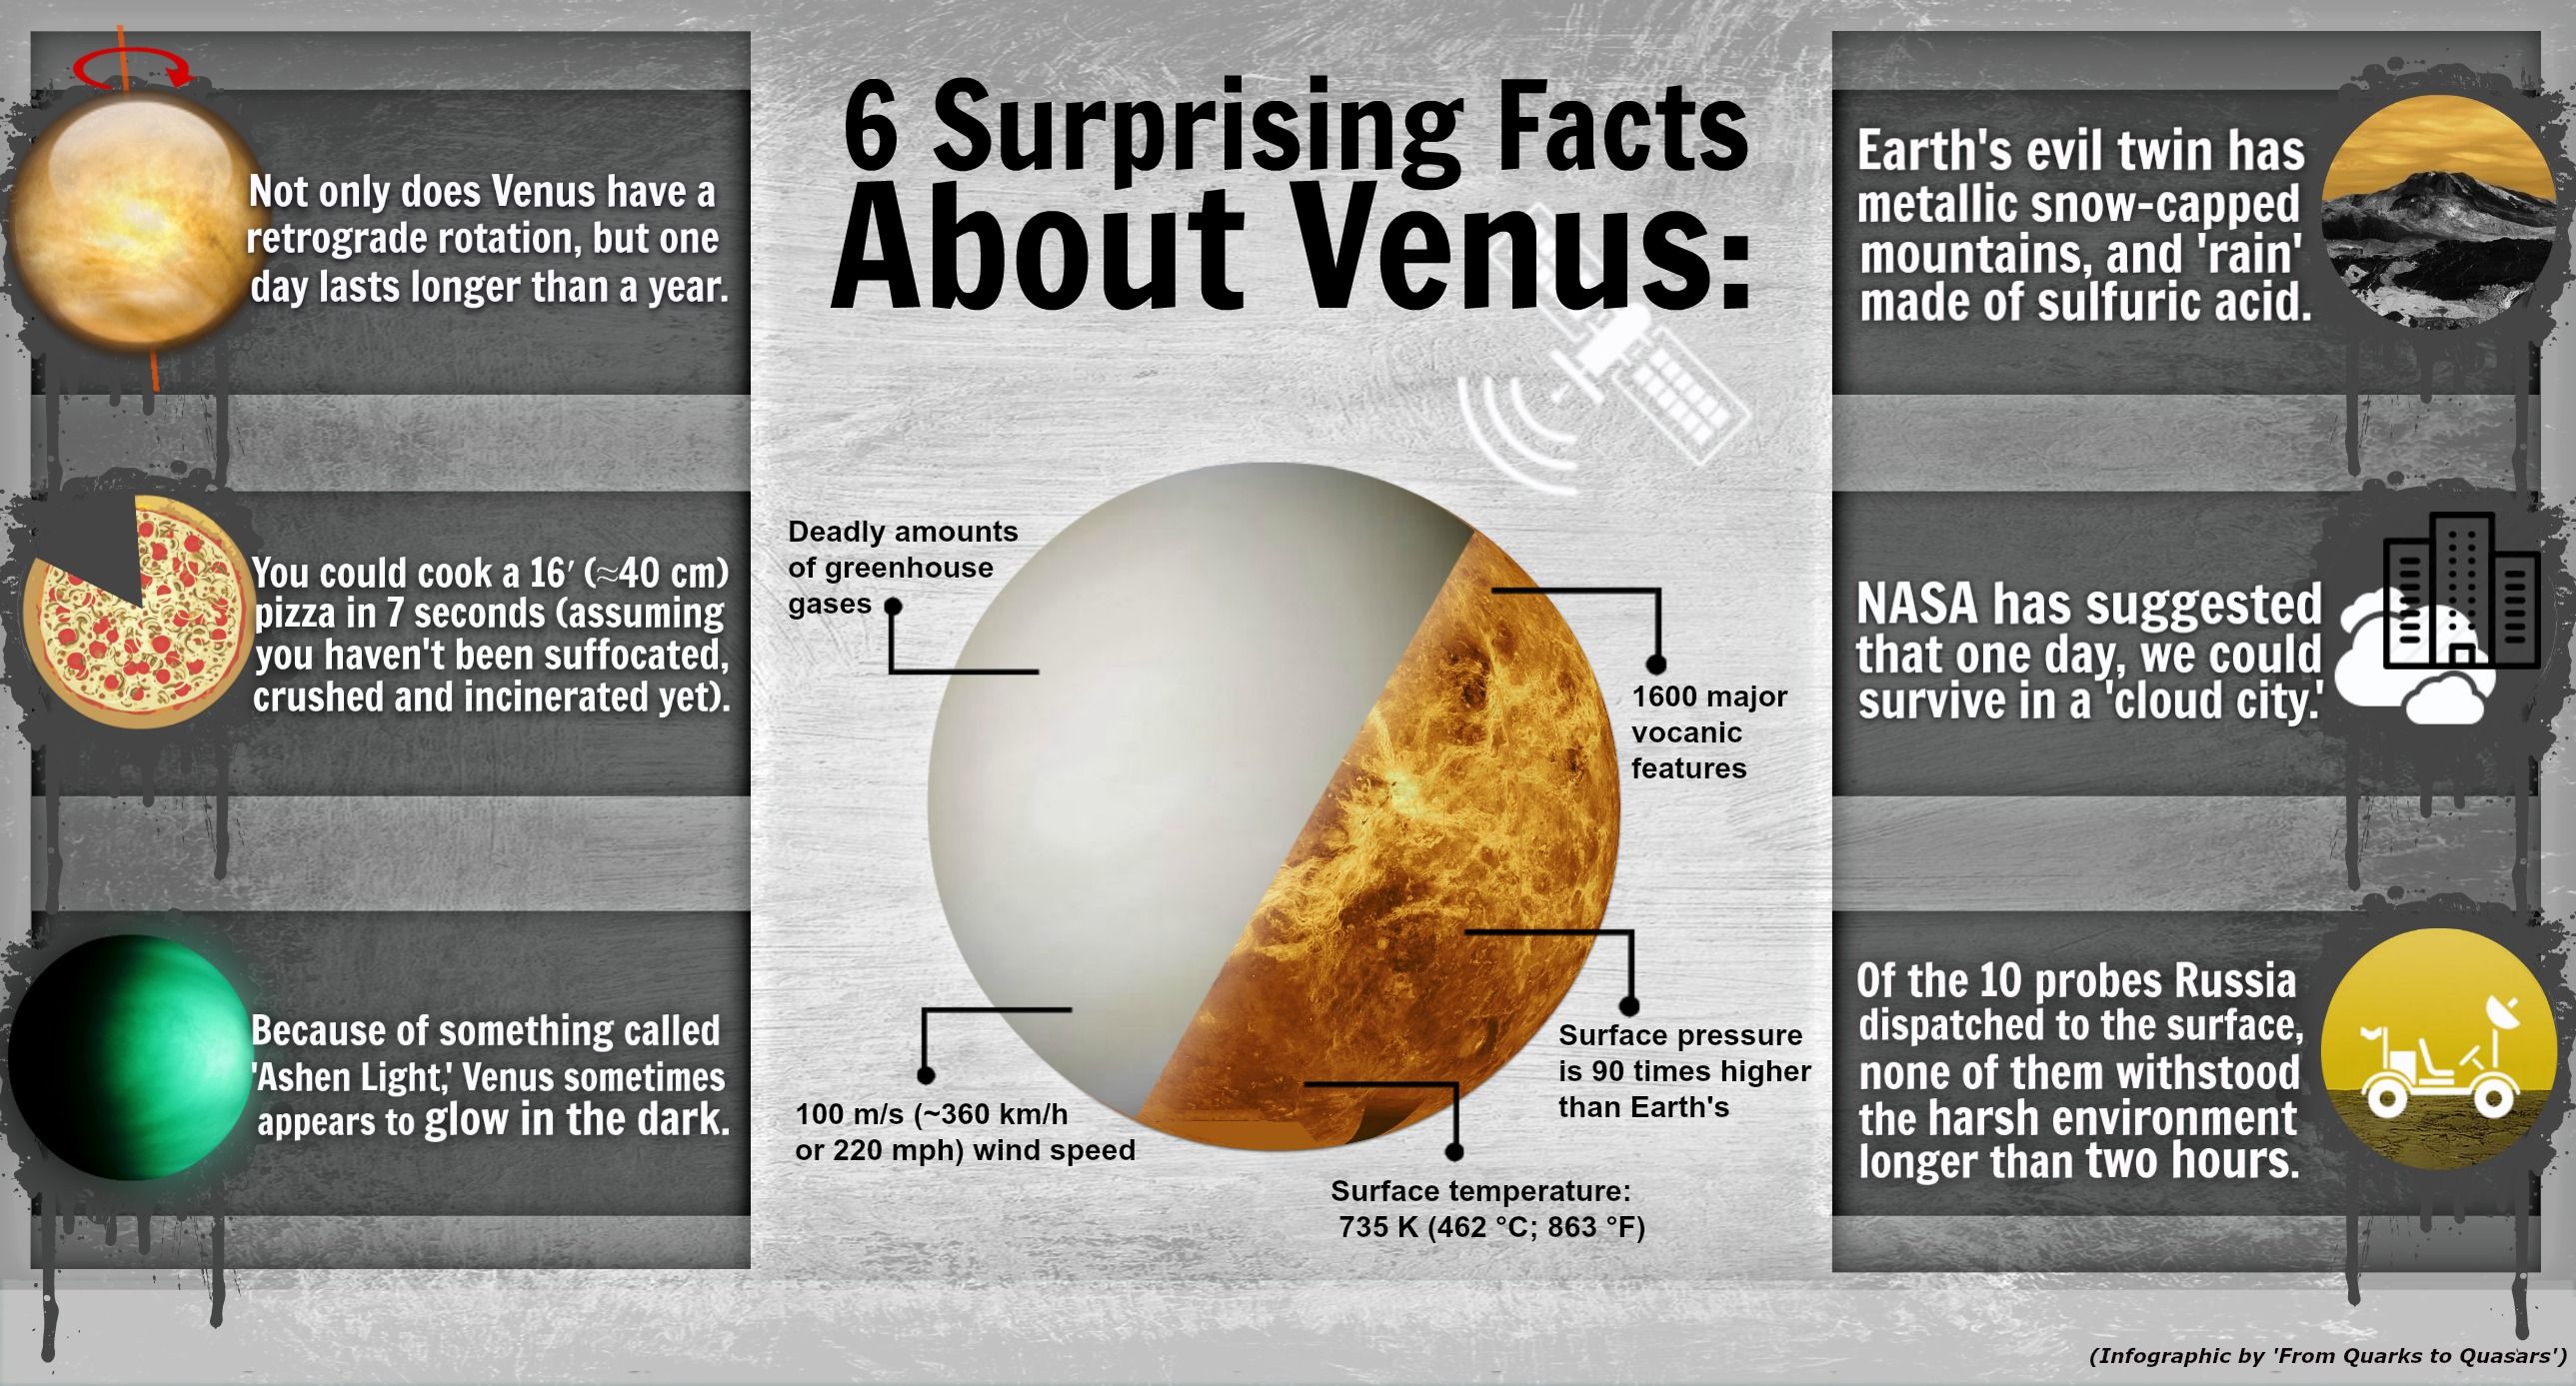 6 Surprising Facts
About Venus:
Not only does Venus have a
retrograde rotation, but one
day lasts longer than a year.
You could cook a 16′ (≈40 cm)
pizza in 7 seconds (assuming
you haven't been suffocated,
crushed and incinerated yet).
Because of something called
'Ashen Light,' Venus sometimes
appears to glow in the dark.
Deadly amounts
of greenhouse
gases
100 m/s (~360 km/h
or 220 mph) wind speed
1600 major
vocanic
features
Surface pressure
is 90 times higher
than Earth's
Surface temperature:
735 K (462 °C; 863 °F)
Earth's evil twin has
metallic snow-capped
mountains, and 'rain'
made of sulfuric acid.
NASA has suggested
that one day, we could
survive in a 'cloud city.'
Of the 10 probes Russia
dispatched to the surface,
none of them withstood
the harsh environment
longer than two hours.
(Infographic by 'From Quarks to Quasars')